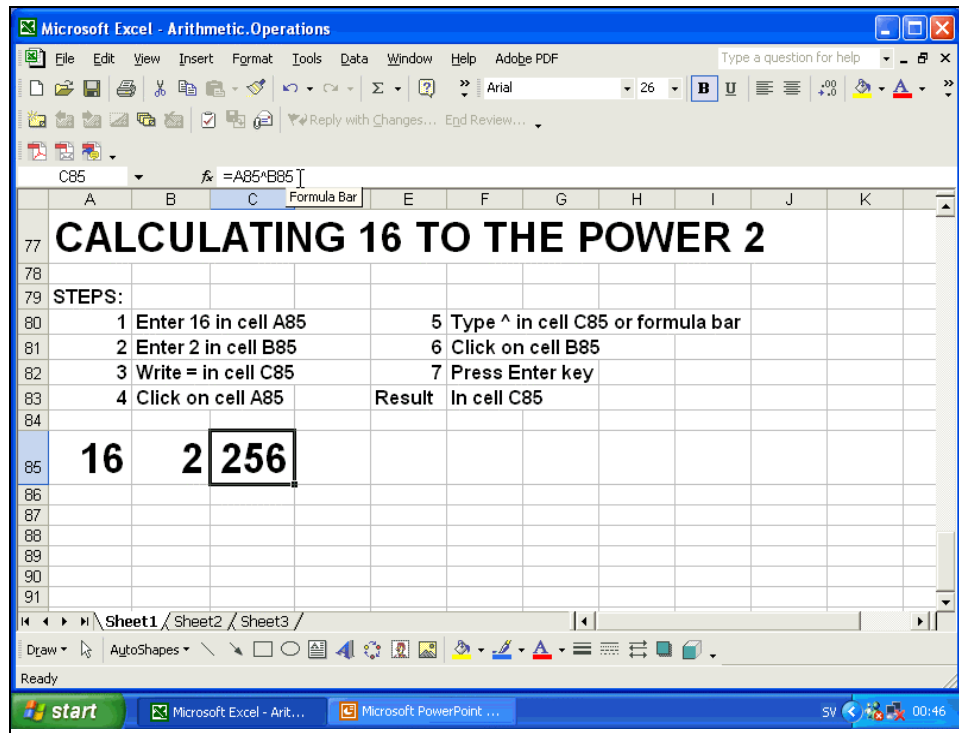 Microsoft Excel - Arithmetic.Operations
File Edit View Insert Format Tools Data Window Help Adobe PDF Type a question for help
Arial 26 B U
Reply with Changes... End Review...
C85 fx =A85^B85
Formula Bar
A B C E F G H I J K
77 CALCULATING 16 TO THE POWER 2
78
79 STEPS:
80 1 Enter 16 in cell A85 5 Type ^ in cell C85 or formula bar
81 2 Enter 2 in cell B85 6 Click on cell B85
82 3 Write = in cell C85 7 Press Enter key
83 4 Click on cell A85 Result In cell C85
84
85 16 2 256
86
87
88
89
90
91
Sheet1 / Sheet2 / Sheet3 /
Draw AutoShapes
Ready
start Microsoft Excel - Arit... Microsoft PowerPoint ... SV 00:46